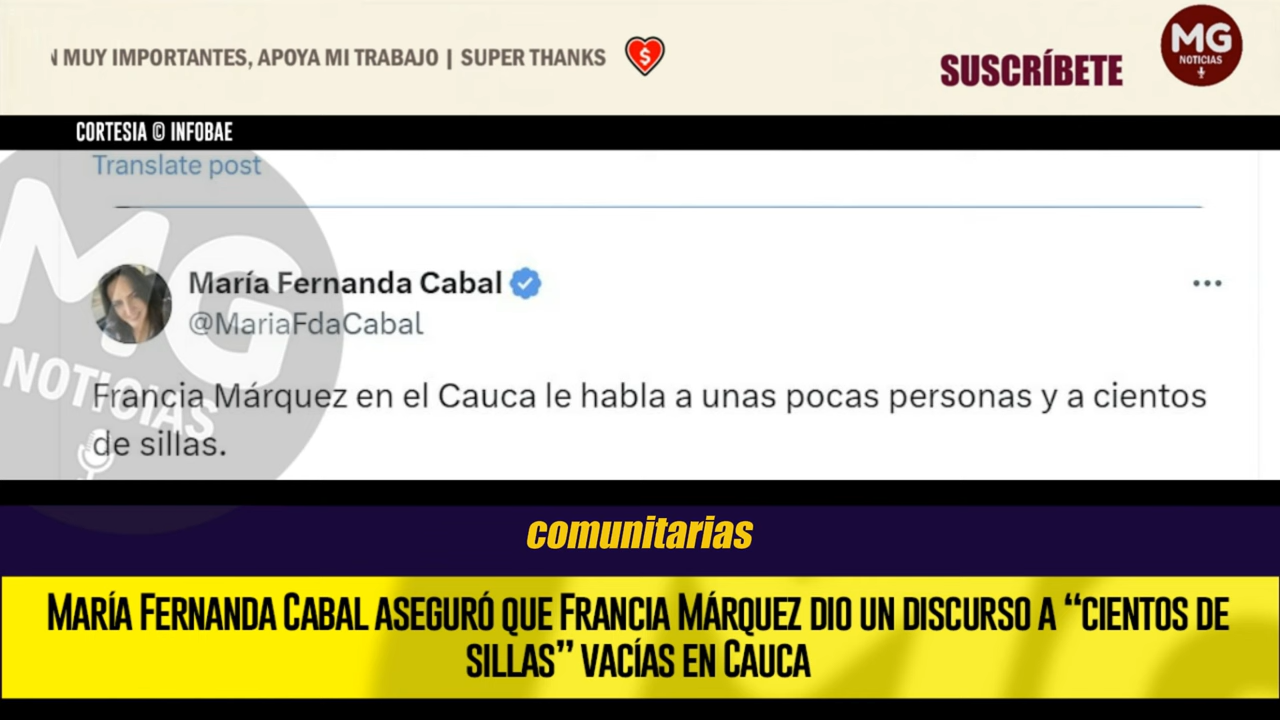 MUY IMPORTANTES, APOYA MI TRABAJO | SUPER THANKS
$
SUSCRÍBETE
MG
NOTICIAS
CORTESIA © INFOBAE
Translate post
MG
NOTICIAS
María Fernanda Cabal
@MariaFdaCabal
Francia Márquez en el Cauca le habla a unas pocas personas y a cientos
de sillas.
comunitarias
MARÍA FERNANDA CABAL ASEGURÓ QUE FRANCIA MÁRQUEZ DIO UN DISCURSO A “CIENTOS DE
SILLAS” VACÍAS EN CAUCA